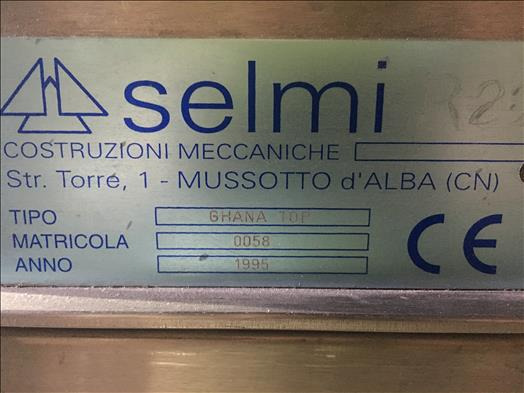 selmi
COSTRUZIONI MECCANICHE
Str. Torre, 1 - MUSSOTTO d'ALBA (CN)
TIPO GHANA TOP
MATRICOLA 0058
ANNO 1995
CE